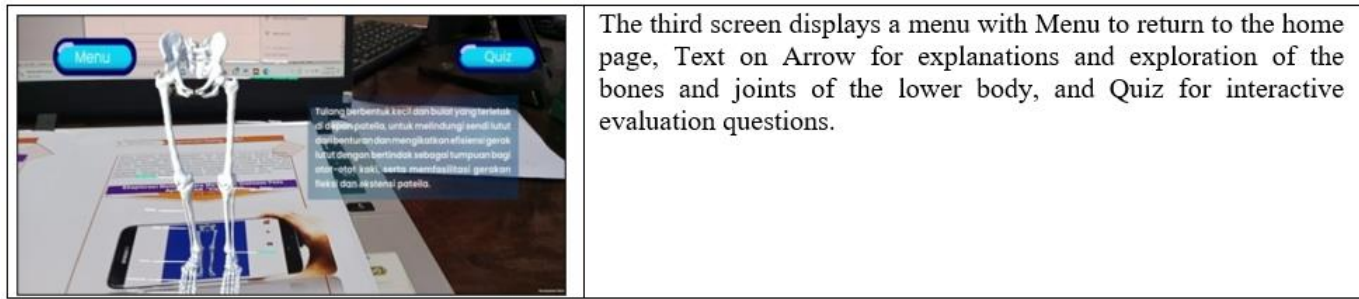 Menu
Quiz
Tulang berbentuk kecil dan bulat yang terletak
di depan patella, untuk melindungi sendi lutut
dari benturan dan mengikatkan efisiensi gerak
lutut dengan bertindak sebagai tumpuan bagi
otot-otot kaki, serta memfasilitasi gerakan
fleksi dan ekstensi patella.
The third screen displays a menu with Menu to return to the home
page, Text on Arrow for explanations and exploration of the
bones and joints of the lower body, and Quiz for interactive
evaluation questions.